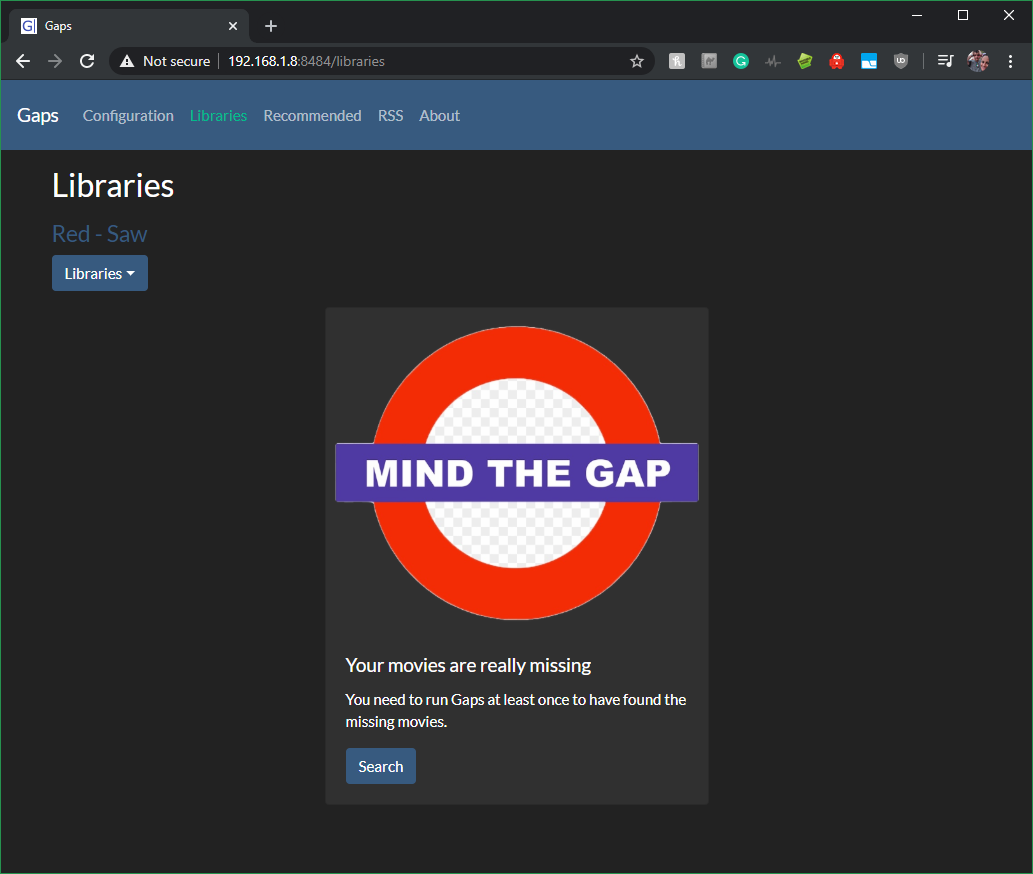 G| Gaps
Not secure 192.168.1.8:8484/libraries
Gaps Configuration Libraries Recommended RSS About
Libraries
Red - Saw
Libraries
MIND THE GAP
Your movies are really missing
You need to run Gaps at least once to have found the
missing movies.
Search